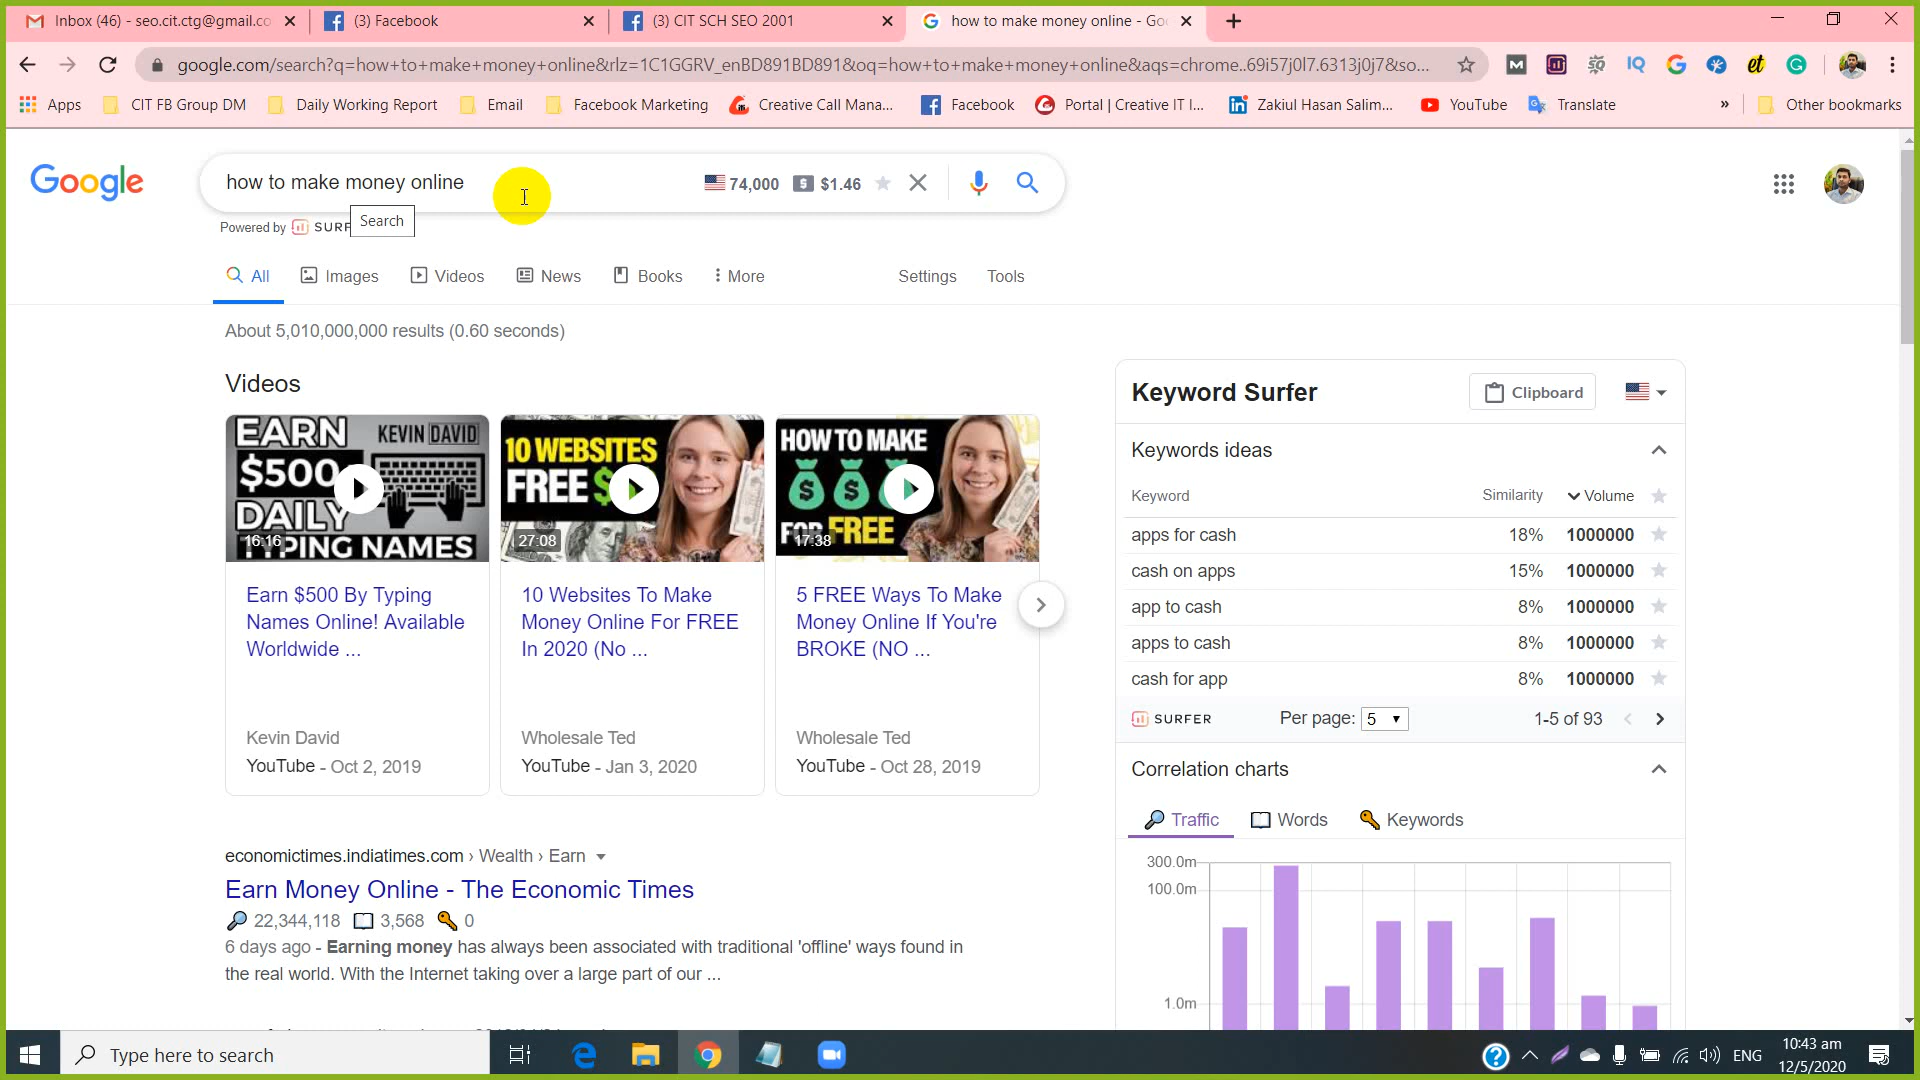 Inbox (46) - seo.cit.ctg@gmail.co
(3) Facebook
(3) CIT SCH SEO 2001
how to make money online - Goo
google.com/search?q=how+to+make+money+online&rlz=1C1GGRV_enBD891BD891&oq=how+to+make+money+online&aqs=chrome..69i57j0l7.6313j0j7&so...
Apps
CIT FB Group DM
Daily Working Report
Email
Facebook Marketing
Creative Call Mana...
Facebook
Portal | Creative IT I...
Zakiul Hasan Salim...
YouTube
Translate
»
Other bookmarks
Google
how to make money online
74,000
$1.46
Powered by
SURF
Search
All
Images
Videos
News
Books
More
Settings
Tools
About 5,010,000,000 results (0.60 seconds)
Videos
EARN
$500
DAILY
TYPING NAMES
KEVIN DAVID
16:16
10 WEBSITES
FREE $
27:08
HOW TO MAKE
$ $
FOR FREE
17:38
Earn $500 By Typing
Names Online! Available
Worldwide ...
Kevin David
YouTube - Oct 2, 2019
10 Websites To Make
Money Online For FREE
In 2020 (No ...
Wholesale Ted
YouTube - Jan 3, 2020
5 FREE Ways To Make
Money Online If You're
BROKE (NO ...
Wholesale Ted
YouTube - Oct 28, 2019
economictimes.indiatimes.com › Wealth › Earn
Earn Money Online - The Economic Times
22,344,118
3,568
0
6 days ago - Earning money has always been associated with traditional 'offline' ways found in
the real world. With the Internet taking over a large part of our ...
Keyword Surfer
Clipboard
Keywords ideas
Keyword Similarity Volume
apps for cash 18% 1000000
cash on apps 15% 1000000
app to cash 8% 1000000
apps to cash 8% 1000000
cash for app 8% 1000000
SURFER
Per page: 5
1-5 of 93
Correlation charts
Traffic
Words
Keywords
300.0m
100.0m
1.0m
Type here to search
ENG
10:43 am
12/5/2020